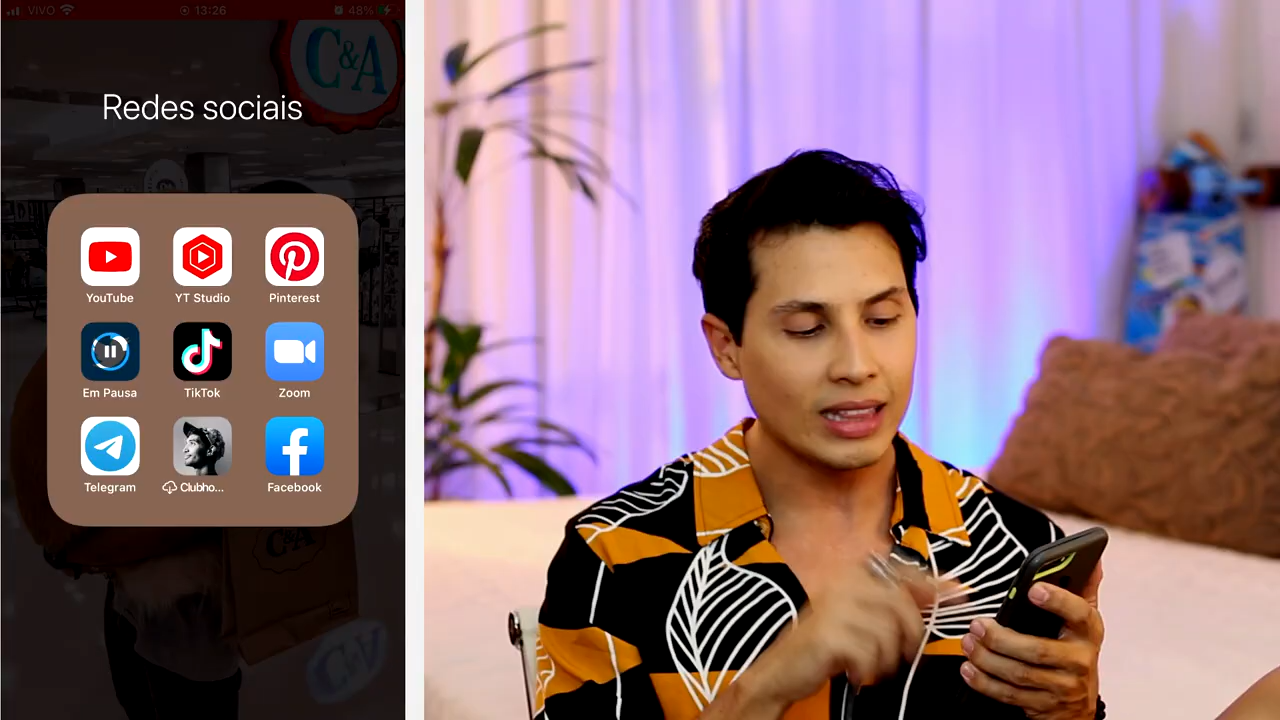 VIVO 13:26 48%
C&A
Redes sociais
YouTube YT Studio Pinterest
Em Pausa TikTok Zoom
Telegram Clubho... Facebook
C&A
C&A